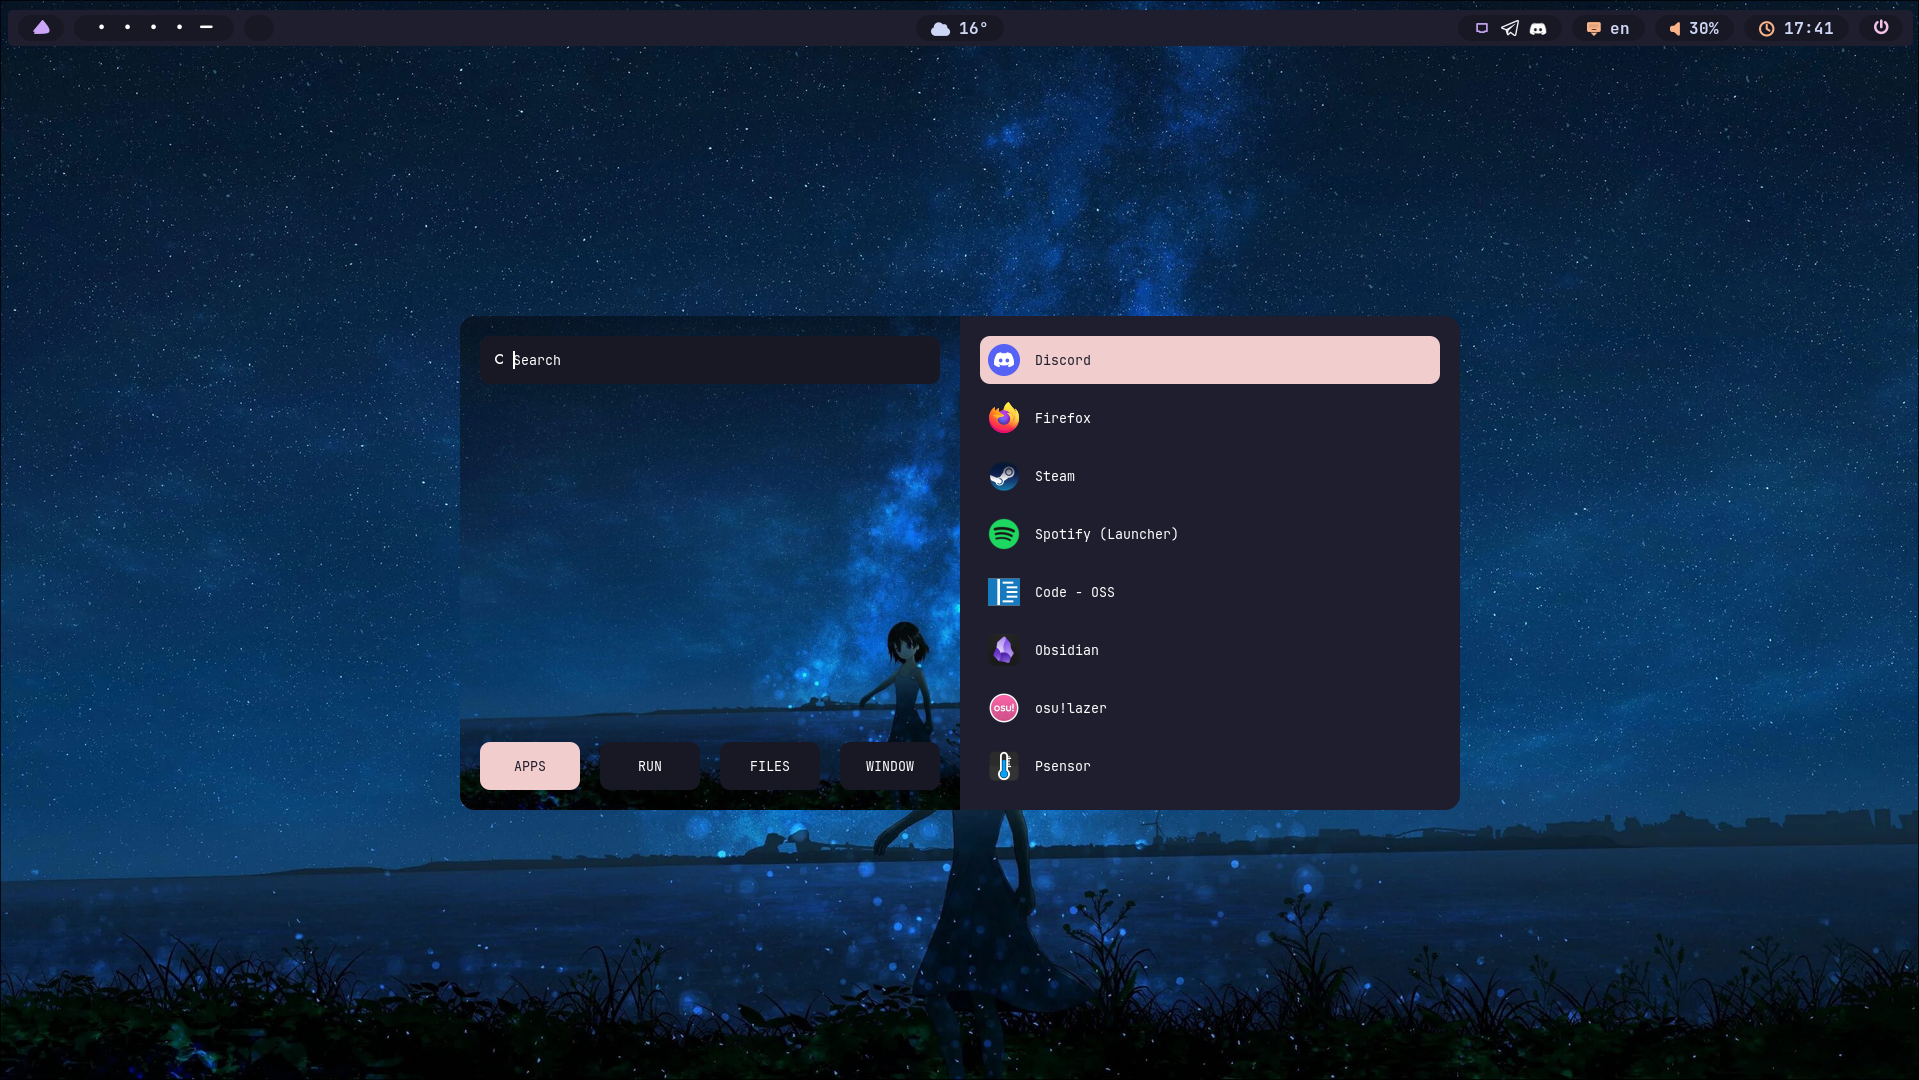 16°
en
30%
17:41
Search
APPS
RUN
FILES
WINDOW
Discord
Firefox
Steam
Spotify (Launcher)
Code - OSS
Obsidian
osu!
osu!lazer
Psensor